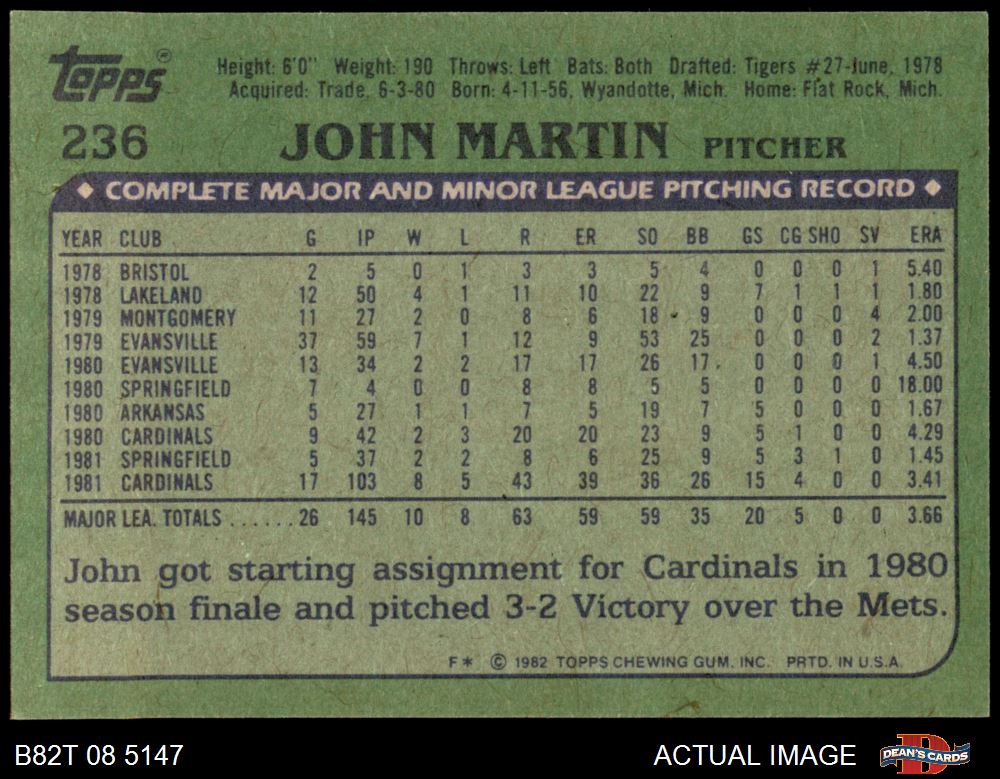 Topps® Height: 6'0" Weight: 190 Throws: Left Bats: Both Drafted: Tigers #27-June, 1978
Acquired: Trade, 6-3-80 Born: 4-11-56, Wyandotte, Mich. Home: Flat Rock, Mich.
236 JOHN MARTIN PITCHER
◆ COMPLETE MAJOR AND MINOR LEAGUE PITCHING RECORD ◆
YEAR CLUB G IP W L R ER SO BB GS CG SHO SV ERA
1978 BRISTOL 2 5 0 1 3 3 5 4 0 0 0 1 5.40
1978 LAKELAND 12 50 4 1 11 10 22 9 7 1 1 1 1.80
1979 MONTGOMERY 11 27 2 0 8 6 18 9 0 0 0 4 2.00
1979 EVANSVILLE 37 59 7 1 12 9 53 25 0 0 0 2 1.37
1980 EVANSVILLE 13 34 2 2 17 17 26 17 0 0 0 1 4.50
1980 SPRINGFIELD 7 4 0 0 8 8 5 5 0 0 0 0 18.00
1980 ARKANSAS 5 27 1 1 7 5 19 7 5 0 0 0 1.67
1980 CARDINALS 9 42 2 3 20 20 23 9 5 1 0 0 4.29
1981 SPRINGFIELD 5 37 2 2 8 6 25 9 5 3 1 0 1.45
1981 CARDINALS 17 103 8 5 43 39 36 26 15 4 0 0 3.41
MAJOR LEA. TOTALS ...... 26 145 10 8 63 59 59 35 20 5 0 0 3.66
John got starting assignment for Cardinals in 1980
season finale and pitched 3-2 Victory over the Mets.
F* © 1982 TOPPS CHEWING GUM, INC. PRTD. IN U.S.A.
B82T 08 5147 ACTUAL IMAGE DEAN'S CARDS